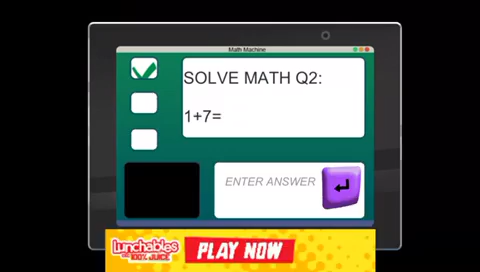 Math Machine
SOLVE MATH Q2:
1+7=
ENTER ANSWER
Lunchables
100% JUICE
PLAY NOW